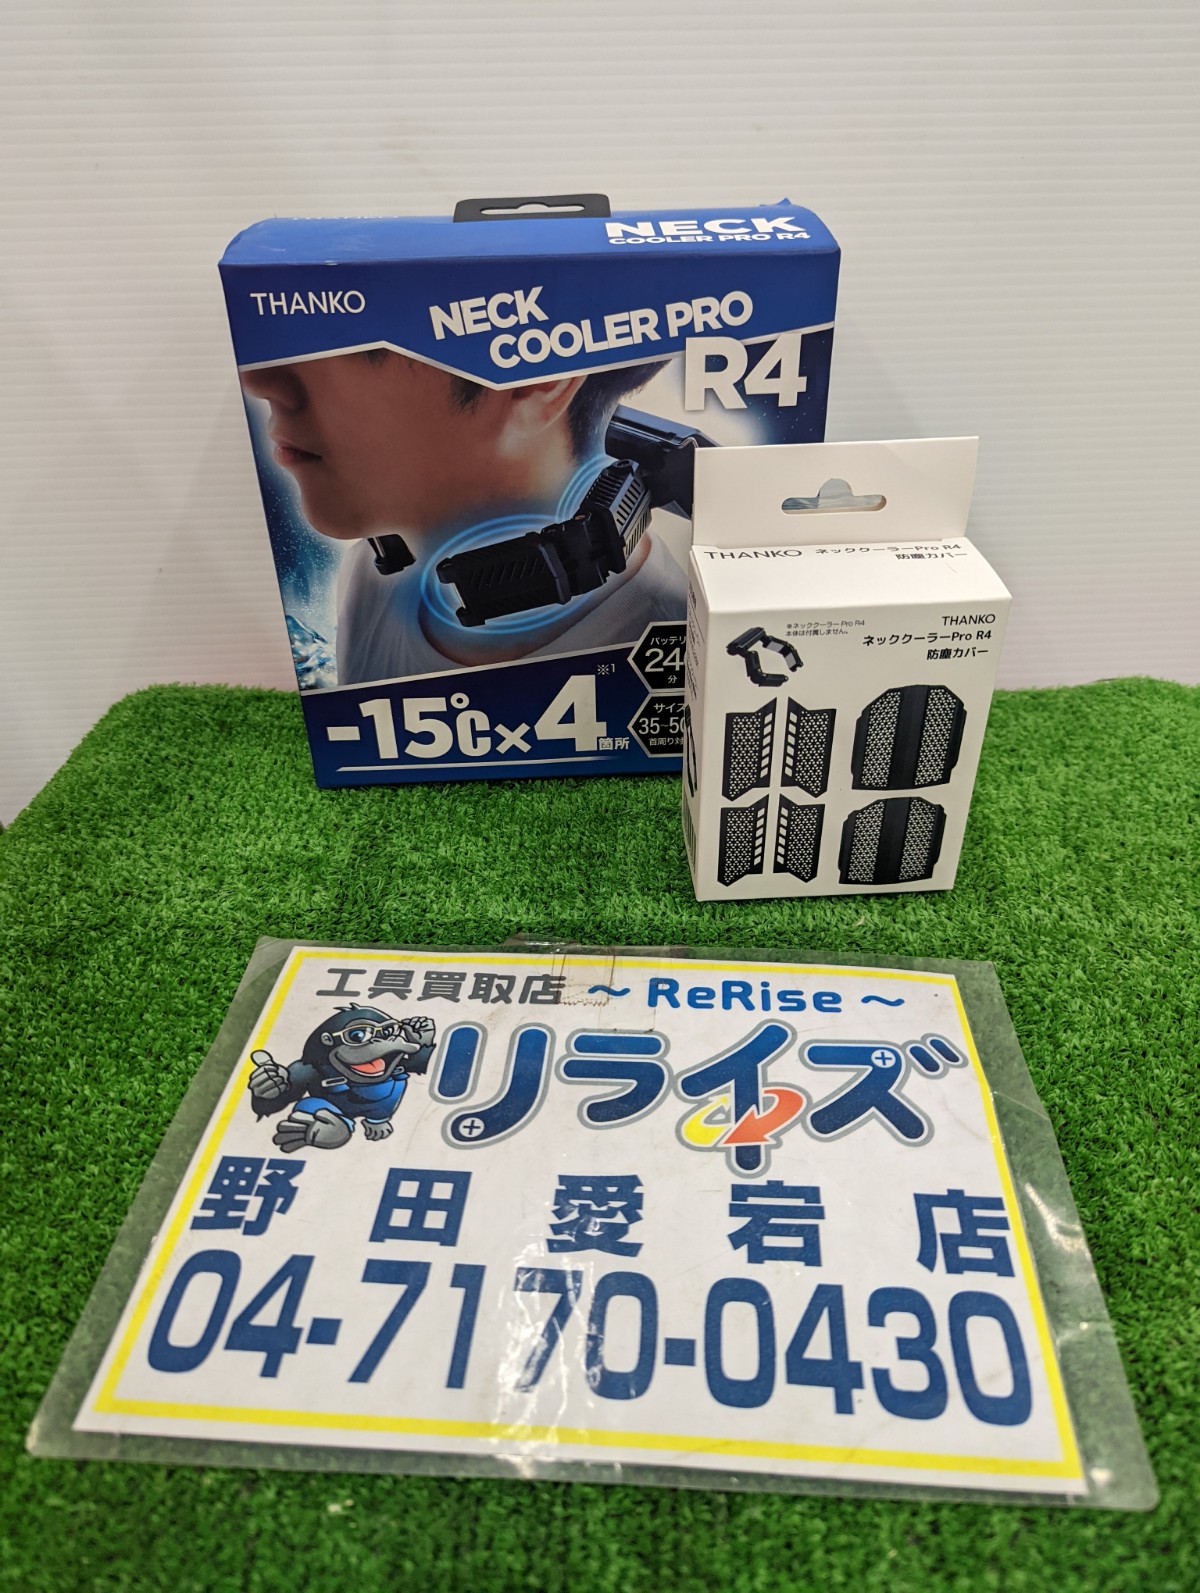 NECK
COOLER PRO R4
THANKO
NECK
COOLER PRO
R4
-15℃×4箇所
※1
バッテリ
24
分
サイズ
35~50
首周り対
THANKO ネッククーラーPro R4
防塵カバー
THANKO
ネッククーラーPro R4
防塵カバー
※ネッククーラー Pro R4
本体は付属しません。
工具買取店 ~ ReRise ~
リライズ
野田愛宕店
04-7170-0430